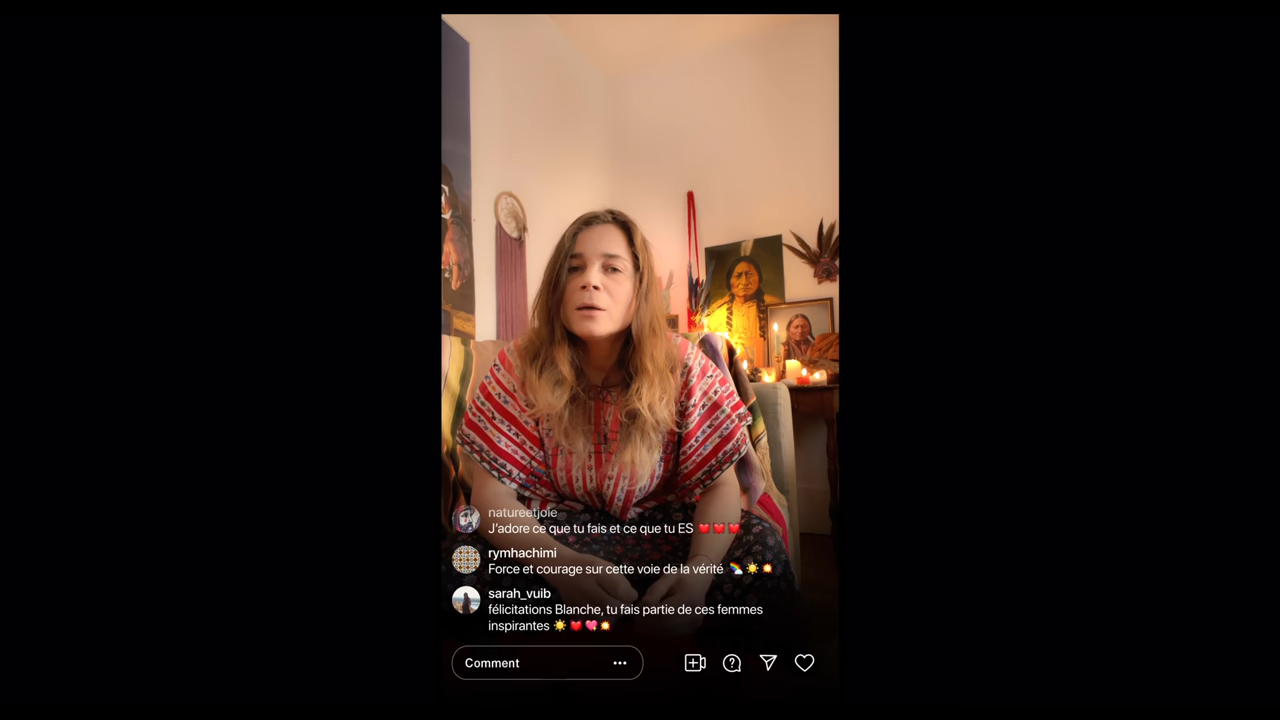 natureetjoie
J'adore ce que tu fais et ce que tu ES ❤️❤️❤️
rymhachimi
Force et courage sur cette voie de la vérité 🌈☀️💥
sarah_vuib
félicitations Blanche, tu fais partie de ces femmes
inspirantes ☀️❤️💖💥
Comment